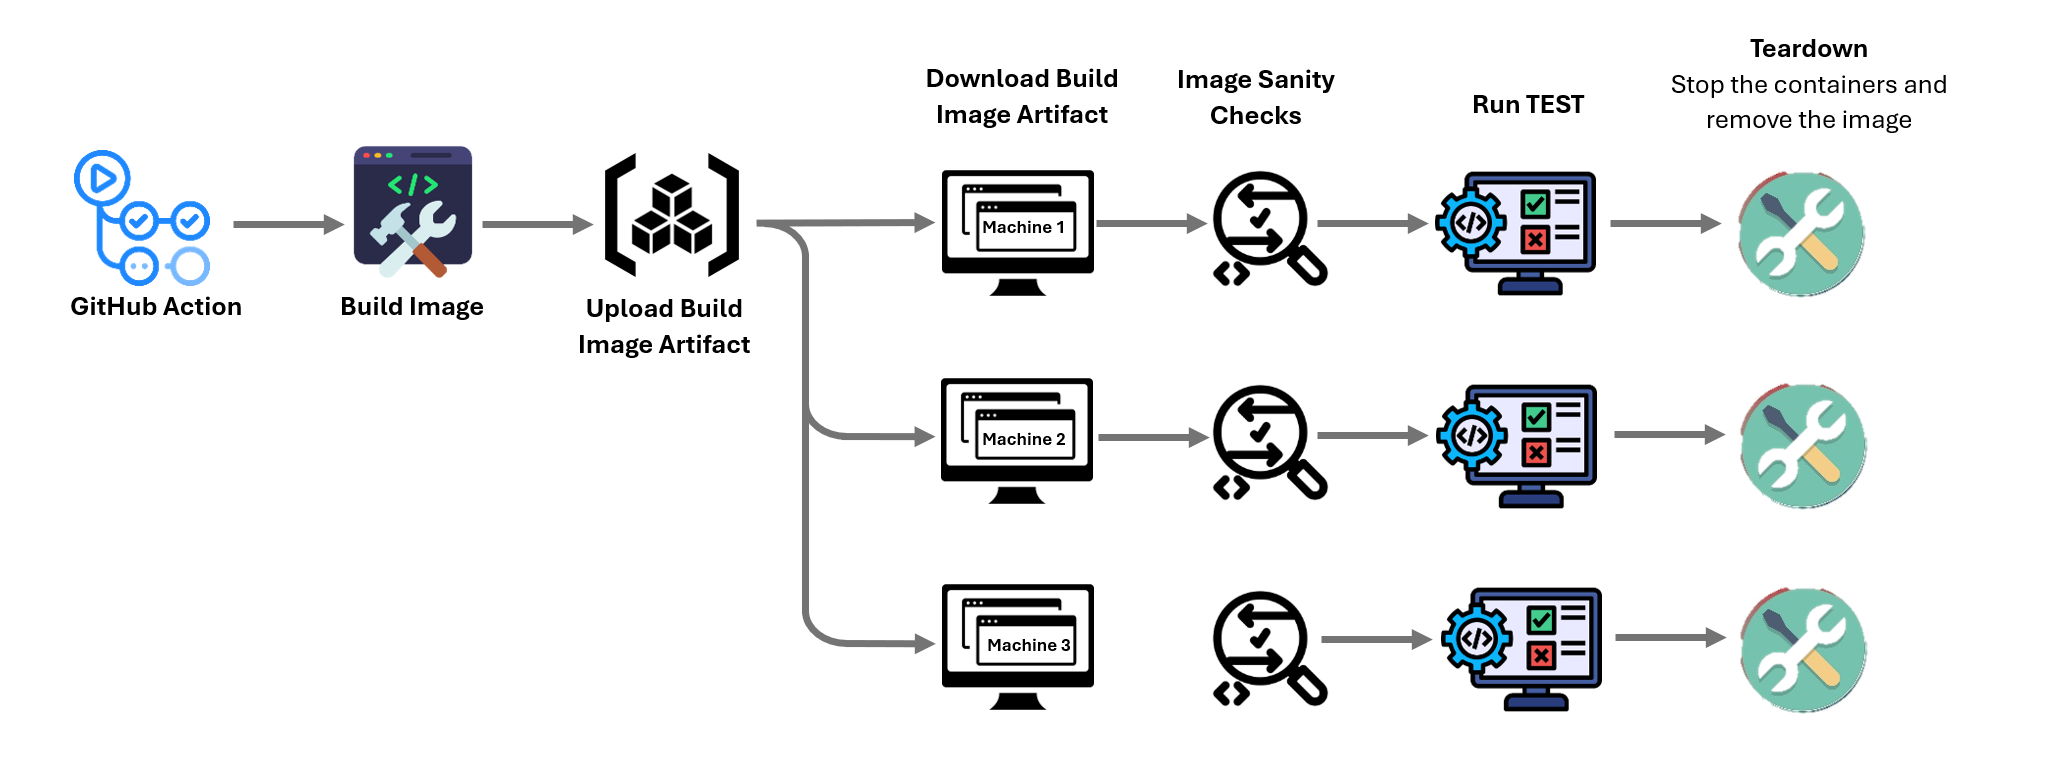 GitHub Action
Build Image
Upload Build
Image Artifact
Download Build
Image Artifact
Image Sanity
Checks
Run TEST
Teardown
Stop the containers and
remove the image
Machine 1
Machine 2
Machine 3